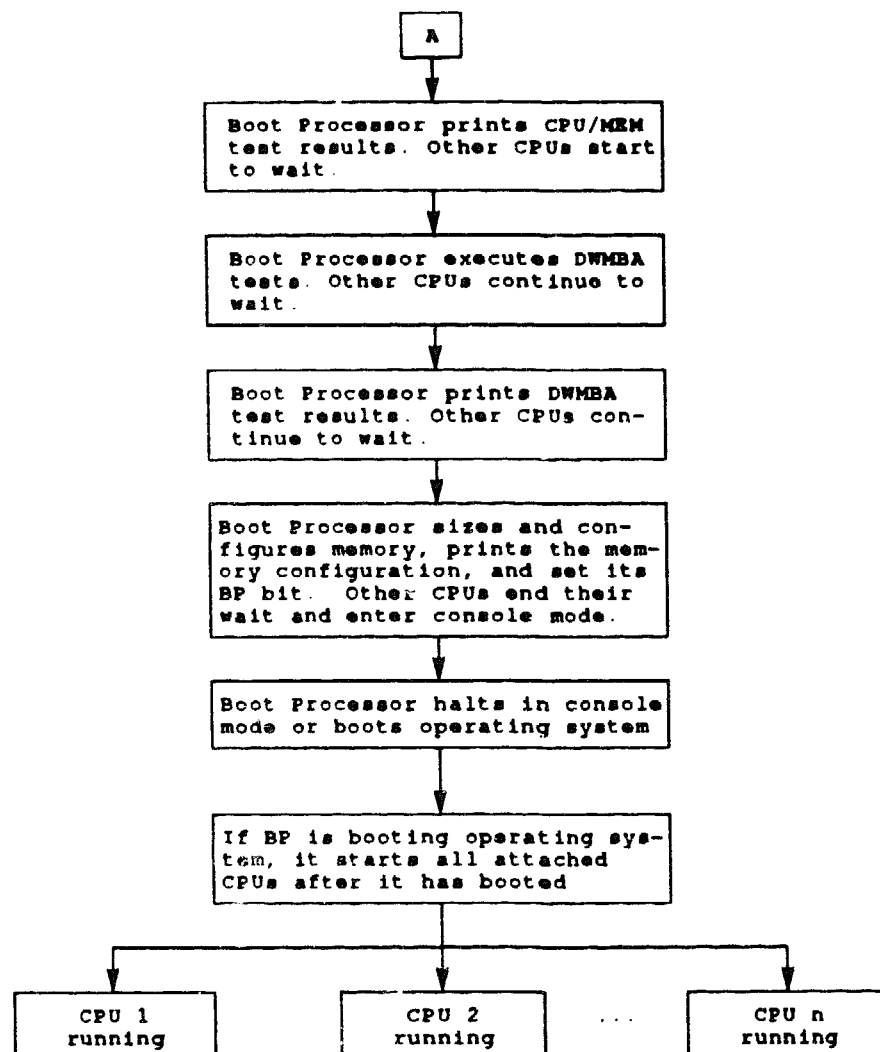 A
Boot Processor prints CPU/MEM
test results. Other CPUs start
to wait.
Boot Processor executes DWMBA
tests. Other CPUs continue to
wait.
Boot Processor prints DWMBA
test results. Other CPUs con-
tinue to wait.
Boot Processor sizes and con-
figures memory, prints the mem-
ory configuration, and set its
BP bit. Other CPUs end their
wait and enter console mode.
Boot Processor halts in console
mode or boots operating system
If BP is booting operating sys-
tem, it starts all attached
CPUs after it has booted
CPU 1
running
CPU 2
running
...
CPU n
running